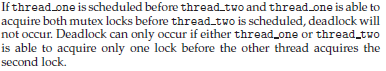 If thread_one is scheduled before thread_two and thread_one is able to
acquire both mutex locks before thread_two is scheduled, deadlock will
not occur. Deadlock can only occur if either thread_one or thread_two
is able to acquire only one lock before the other thread acquires the
second lock.